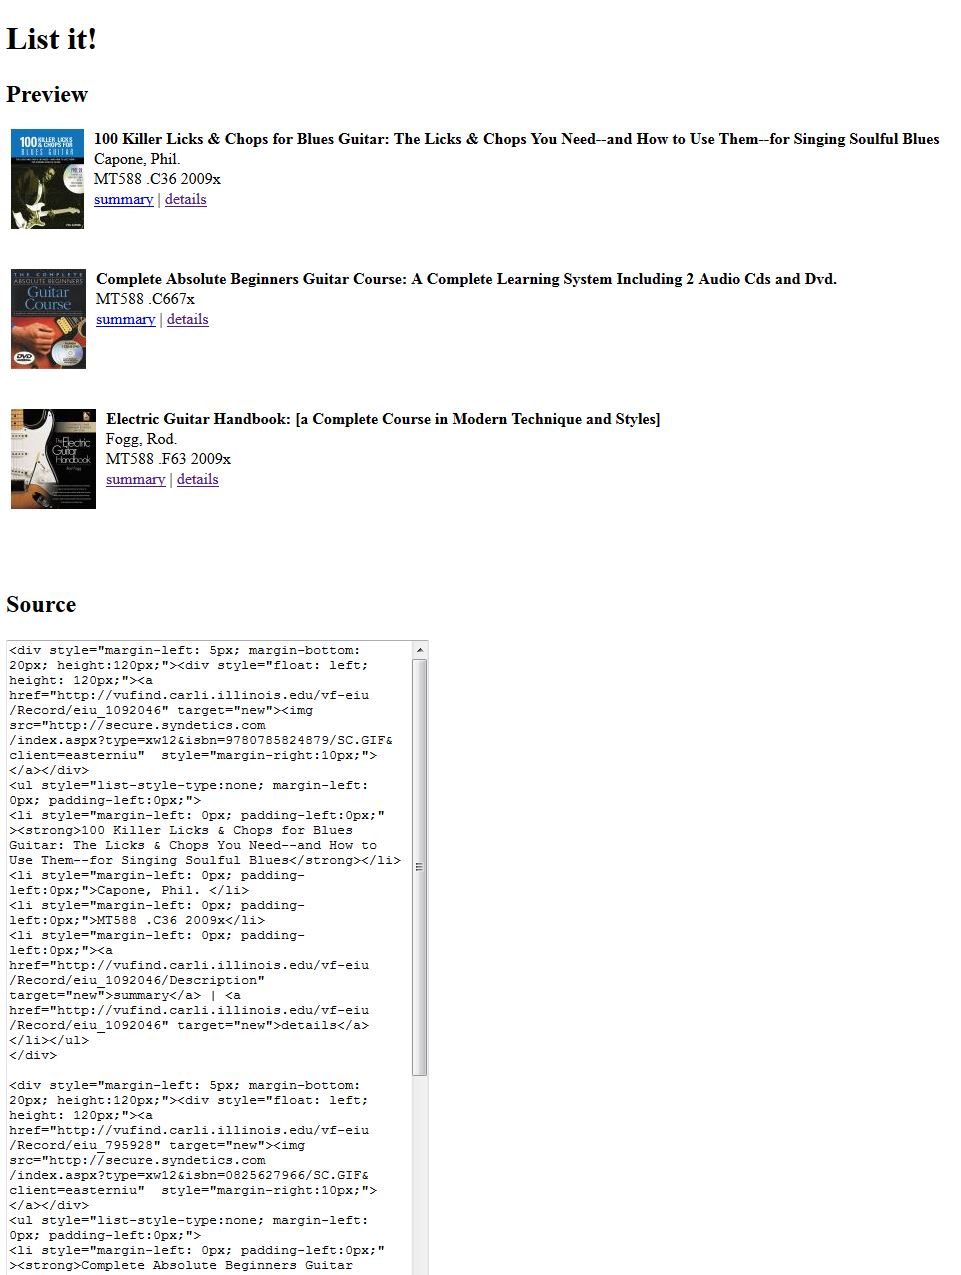 List it!
Preview
100 KILLER LICKS
& CHOPS FOR
BLUES GUITAR
100 Killer Licks & Chops for Blues Guitar: The Licks & Chops You Need--and How to Use Them--for Singing Soulful Blues
Capone, Phil.
MT588 .C36 2009x
summary | details
THE COMPLETE
ABSOLUTE BEGINNERS
Guitar
Course
DVD
Complete Absolute Beginners Guitar Course: A Complete Learning System Including 2 Audio Cds and Dvd.
MT588 .C667x
summary | details
The Electric
Guitar
Handbook
Electric Guitar Handbook: [a Complete Course in Modern Technique and Styles]
Fogg, Rod.
MT588 .F63 2009x
summary | details
Source
<div style="margin-left: 5px; margin-bottom:
20px; height:120px;"><div style="float: left;
height: 120px;"><a
href="http://vufind.carli.illinois.edu/vf-eiu
/Record/eiu_1092046" target="new"><img
src="http://secure.syndetics.com
/index.aspx?type=xw12&isbn=9780785824879/SC.GIF&
client=easterniu"  style="margin-right:10px;">
</a></div>
<ul style="list-style-type:none; margin-left:
0px; padding-left:0px;">
<li style="margin-left: 0px; padding-left:0px;"
><strong>100 Killer Licks & Chops for Blues
Guitar: The Licks & Chops You Need--and How to
Use Them--for Singing Soulful Blues</strong></li>
<li style="margin-left: 0px; padding-
left:0px;">Capone, Phil. </li>
<li style="margin-left: 0px; padding-
left:0px;">MT588 .C36 2009x</li>
<li style="margin-left: 0px; padding-
left:0px;"><a
href="http://vufind.carli.illinois.edu/vf-eiu
/Record/eiu_1092046/Description"
target="new">summary</a> | <a
href="http://vufind.carli.illinois.edu/vf-eiu
/Record/eiu_1092046" target="new">details</a>
</li></ul>
</div>
<div style="margin-left: 5px; margin-bottom:
20px; height:120px;"><div style="float: left;
height: 120px;"><a
href="http://vufind.carli.illinois.edu/vf-eiu
/Record/eiu_795928" target="new"><img
src="http://secure.syndetics.com
/index.aspx?type=xw12&isbn=0825627966/SC.GIF&
client=easterniu"  style="margin-right:10px;">
</a></div>
<ul style="list-style-type:none; margin-left:
0px; padding-left:0px;">
<li style="margin-left: 0px; padding-left:0px;"
><strong>Complete Absolute Beginners Guitar